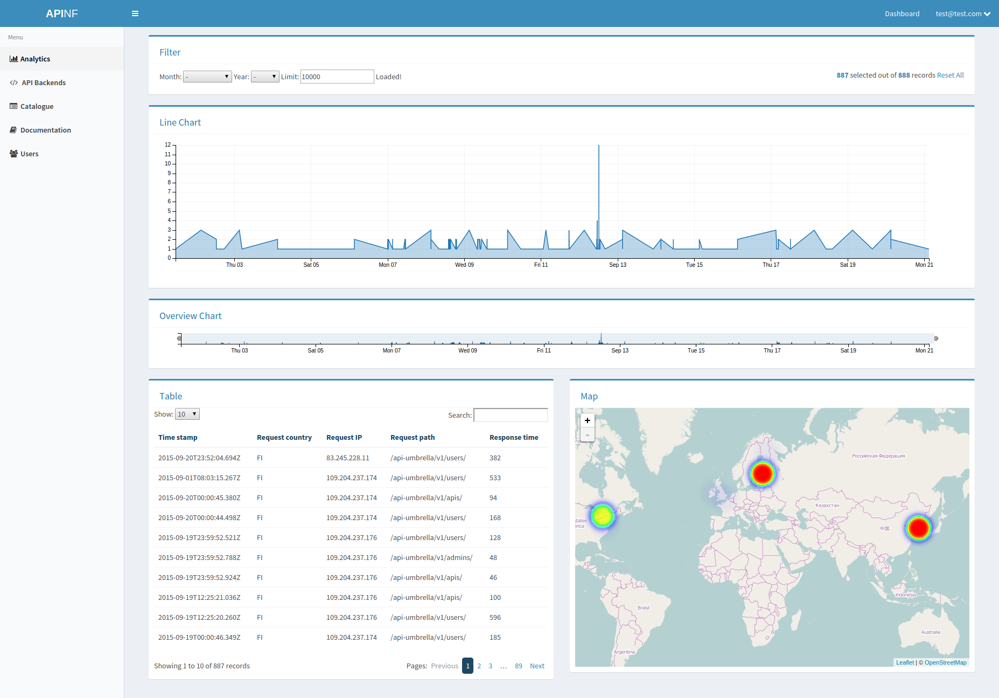 APINF
Dashboard test@test.com
Menu
Analytics
API Backends
Catalogue
Documentation
Users
Filter
Month: - Year: - Limit: 10000 Loaded!
887 selected out of 888 records Reset All
Line Chart
12
11
10
9
8
7
6
5
4
3
2
1
0
Thu 03 Sat 05 Mon 07 Wed 09 Fri 11 Sep 13 Tue 15 Thu 17 Sat 19 Mon 21
Overview Chart
Thu 03 Sat 05 Mon 07 Wed 09 Fri 11 Sep 13 Tue 15 Thu 17 Sat 19 Mon 21
Table
Show: 10 Search:
Time stamp Request country Request IP Request path Response time
2015-09-20T23:52:04.694Z FI 83.245.228.11 /api-umbrella/v1/users/ 382
2015-09-01T08:03:15.267Z FI 109.204.237.174 /api-umbrella/v1/users/ 533
2015-09-20T00:00:45.380Z FI 109.204.237.174 /api-umbrella/v1/apis/ 94
2015-09-20T00:00:44.498Z FI 109.204.237.174 /api-umbrella/v1/users/ 168
2015-09-19T23:59:52.521Z FI 109.204.237.176 /api-umbrella/v1/users/ 128
2015-09-19T23:59:52.788Z FI 109.204.237.176 /api-umbrella/v1/admins/ 48
2015-09-19T23:59:52.924Z FI 109.204.237.176 /api-umbrella/v1/apis/ 46
2015-09-19T12:25:21.036Z FI 109.204.237.176 /api-umbrella/v1/apis/ 100
2015-09-19T12:25:20.260Z FI 109.204.237.176 /api-umbrella/v1/users/ 596
2015-09-19T00:00:46.349Z FI 109.204.237.174 /api-umbrella/v1/users/ 185
Showing 1 to 10 of 887 records
Pages: Previous 1 2 3 … 89 Next
Map
+
-
Российская Федерация
Казахстан
中国
States
erica
Indonesia
Brasil
Australia
Argentina
Leaflet | © OpenStreetMap